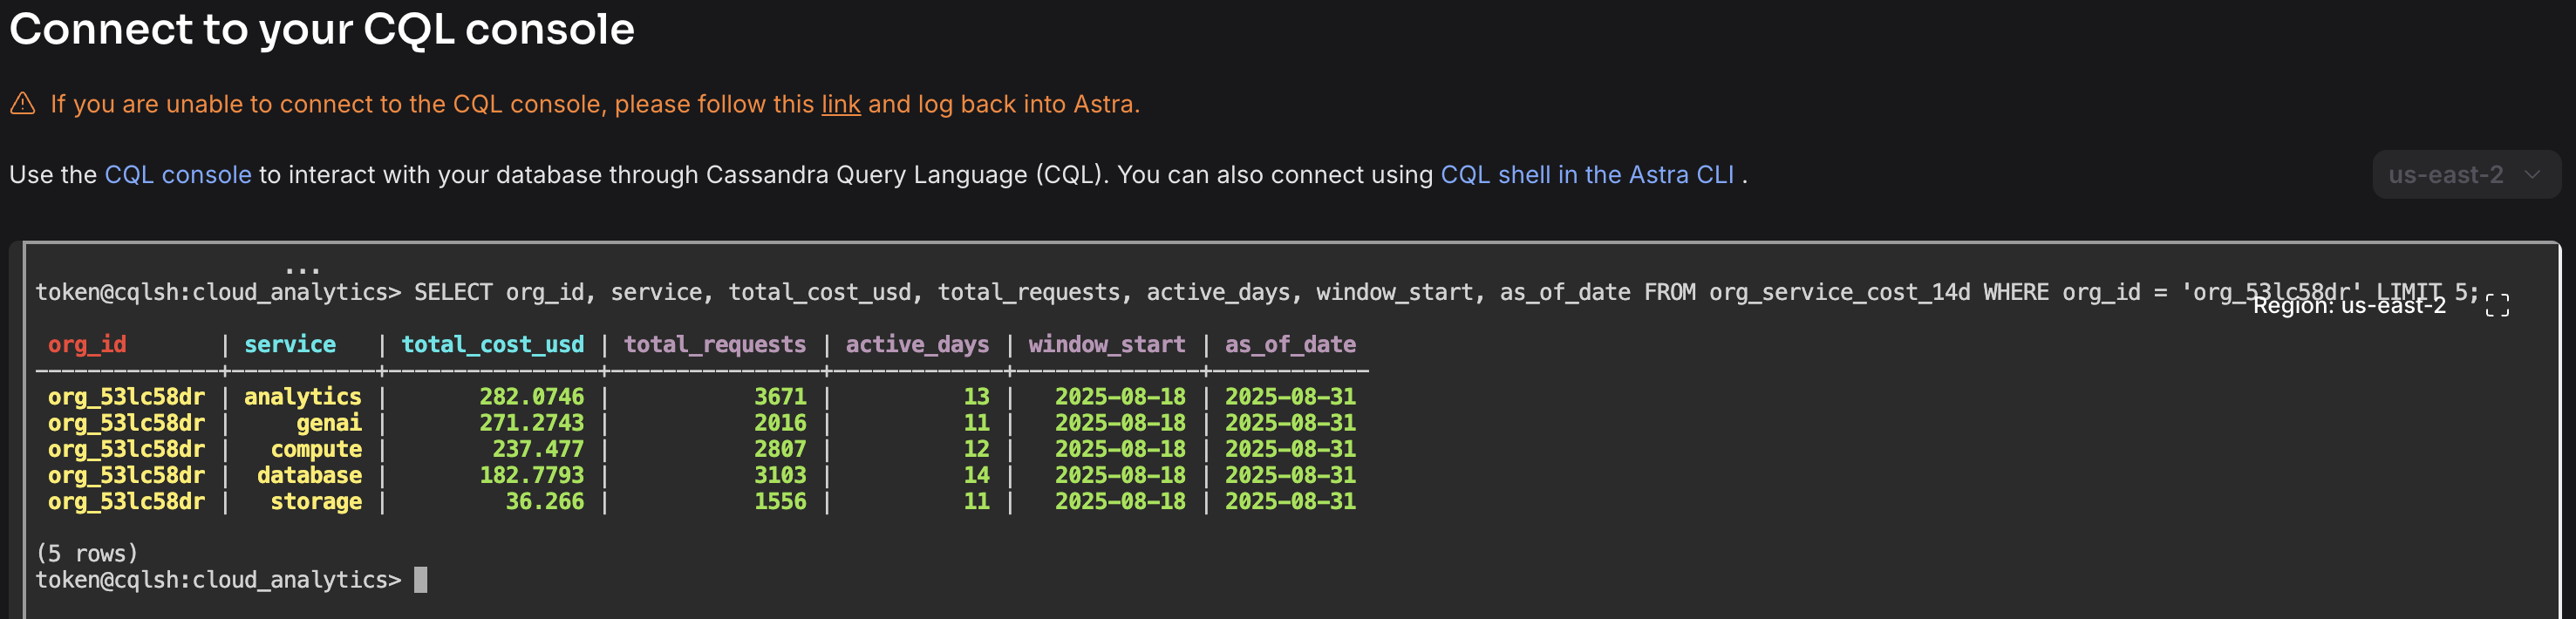 Connect to your CQL console
If you are unable to connect to the CQL console, please follow this link and log back into Astra.
Use the CQL console to interact with your database through Cassandra Query Language (CQL). You can also connect using CQL shell in the Astra CLI .
us-east-2
...
token@cqlsh:cloud_analytics> SELECT org_id, service, total_cost_usd, total_requests, active_days, window_start, as_of_date FROM org_service_cost_14d WHERE org_id = 'org_53lc58dr' LIMIT 5;
Region: us-east-2
org_id | service | total_cost_usd | total_requests | active_days | window_start | as_of_date
--------------+-----------+----------------+----------------+-------------+--------------+------------
org_53lc58dr | analytics | 282.0746 | 3671 | 13 | 2025-08-18 | 2025-08-31
org_53lc58dr | genai | 271.2743 | 2016 | 11 | 2025-08-18 | 2025-08-31
org_53lc58dr | compute | 237.477 | 2807 | 12 | 2025-08-18 | 2025-08-31
org_53lc58dr | database | 182.7793 | 3103 | 14 | 2025-08-18 | 2025-08-31
org_53lc58dr | storage | 36.266 | 1556 | 11 | 2025-08-18 | 2025-08-31
(5 rows)
token@cqlsh:cloud_analytics>